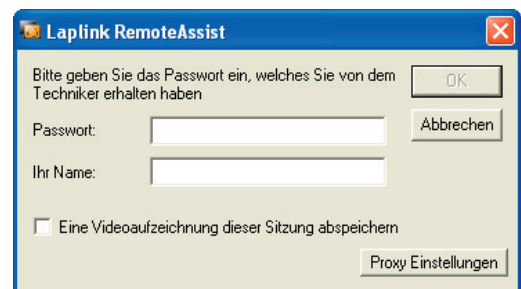 Laplink RemoteAssist
Bitte geben Sie das Passwort ein, welches Sie von dem
Techniker erhalten haben
OK
Passwort:
Abbrechen
Ihr Name:
Eine Videoaufzeichnung dieser Sitzung abspeichern
Proxy Einstellungen